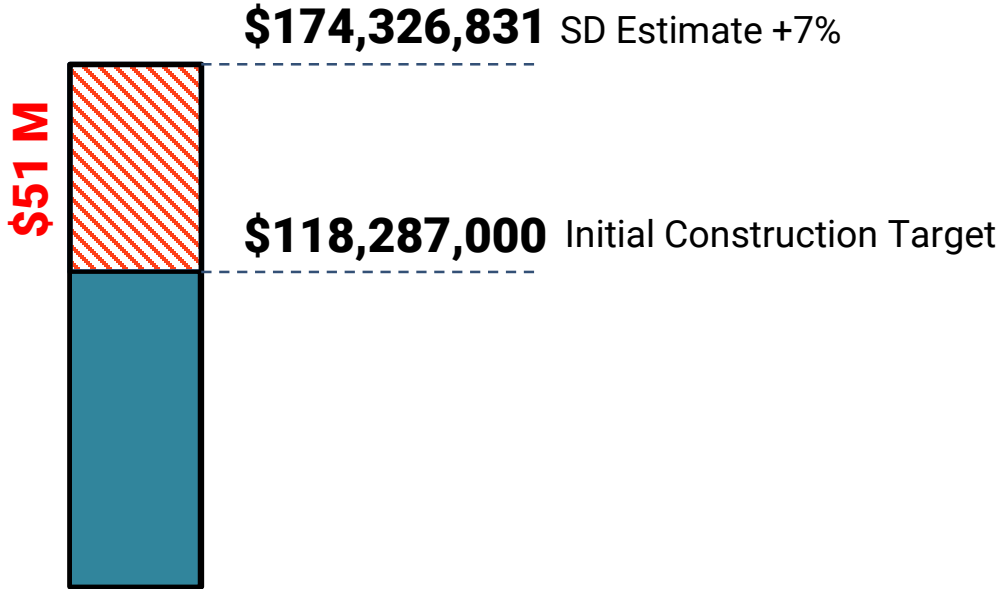 $174,326,831 SD Estimate +7%
$51 M
$118,287,000 Initial Construction Target